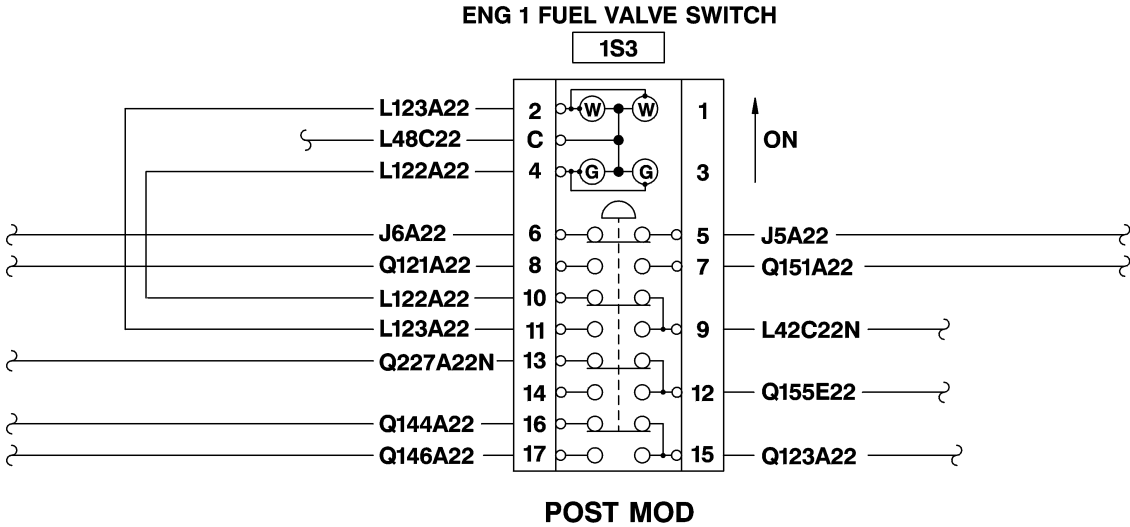 ENG 1 FUEL VALVE SWITCH
1S3
L123A22 2 W W 1
L48C22 C ON
L122A22 4 G G 3
J6A22 6 5 J5A22
Q121A22 8 7 Q151A22
L122A22 10
L123A22 11 9 L42C22N
Q227A22N 13
14 12 Q155E22
Q144A22 16
Q146A22 17 15 Q123A22
POST MOD